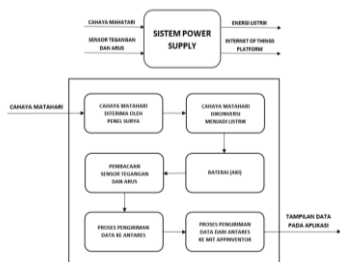 CAHAYA MAHATARI
SENSOR TEGANGAN
DAN ARUS
SISTEM POWER
SUPPLY
ENERGI LISTRIK
INTERNET OF THINGS
PLATFORM
CAHAYA MATAHARI
CAHAYA MATAHARI
DITERIMA OLEH
PENEL SURYA
CAHAYA MATAHARI
DIKONVERSI
MENJADI LISTRIK
PEMBACAAN
SENSOR TEGANGAN
DAN ARUS
BATERAI (AKI)
PROSES PENGIRIMAN
DATA KE ANTARES
PROSES PENGIRIMAN
DATA DARI ANTARES
KE MIT APPINVENTOR
TAMPILAN DATA
PADA APLIKASI